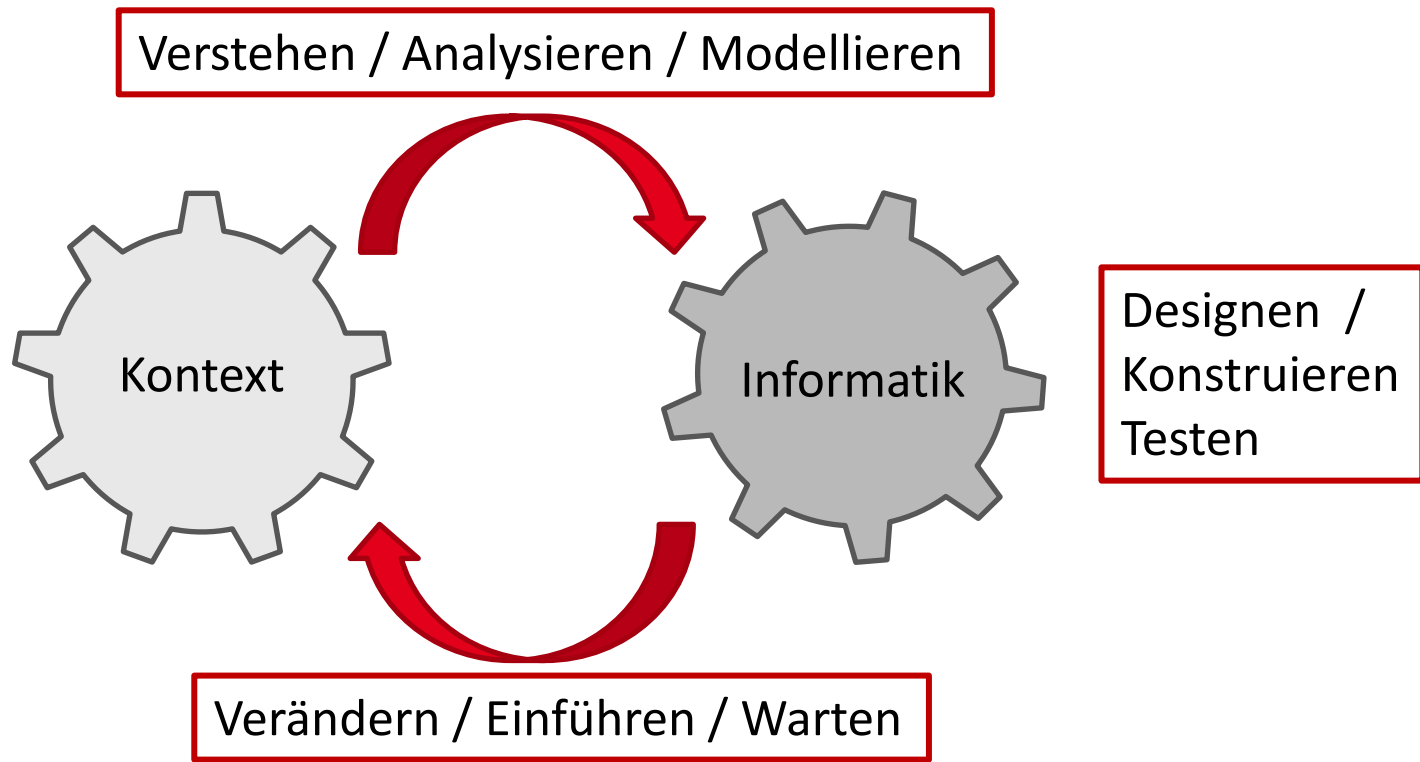 Verstehen / Analysieren / Modellieren
Kontext
Informatik
Designen /
Konstruieren
Testen
Verändern / Einführen / Warten